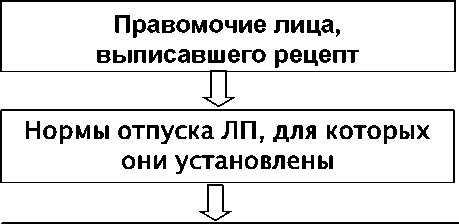 Правомочие лица,
выписавшего рецепт
Нормы отпуска ЛП, для которых
они установлены